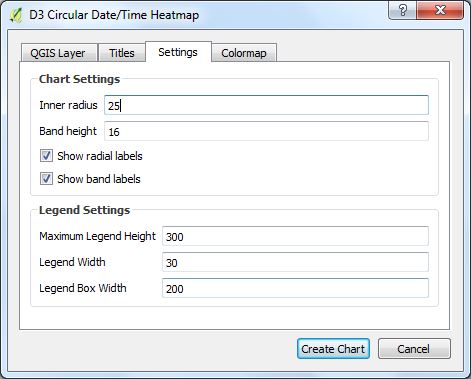 D3 Circular Date/Time Heatmap
QGIS Layer Titles Settings Colormap
Chart Settings
Inner radius 25
Band height 16
Show radial labels
Show band labels
Legend Settings
Maximum Legend Height 300
Legend Width 30
Legend Box Width 200
Create Chart Cancel